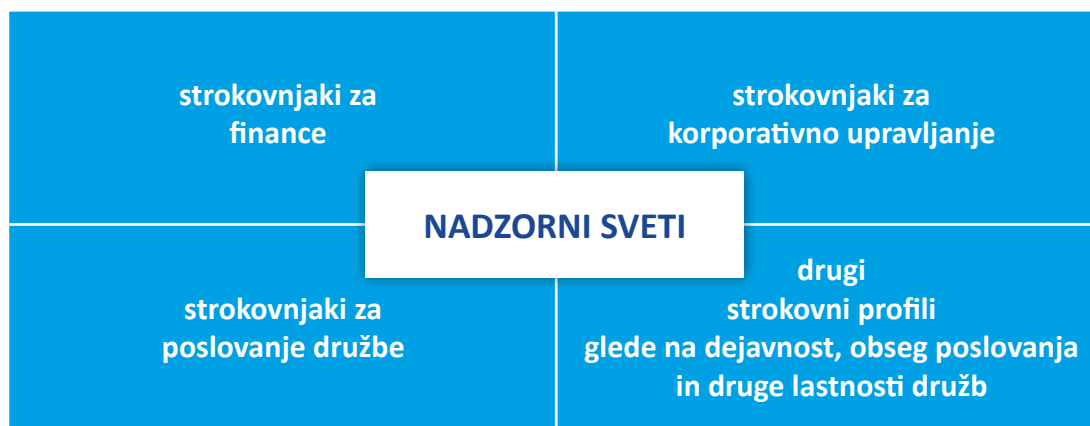 strokovnjaki za
finance
strokovnjaki za
korporativno upravljanje
NADZORNI SVETI
strokovnjaki za
poslovanje družbe
drugi
strokovni profili
glede na dejavnost, obseg poslovanja
in druge lastnosti družb